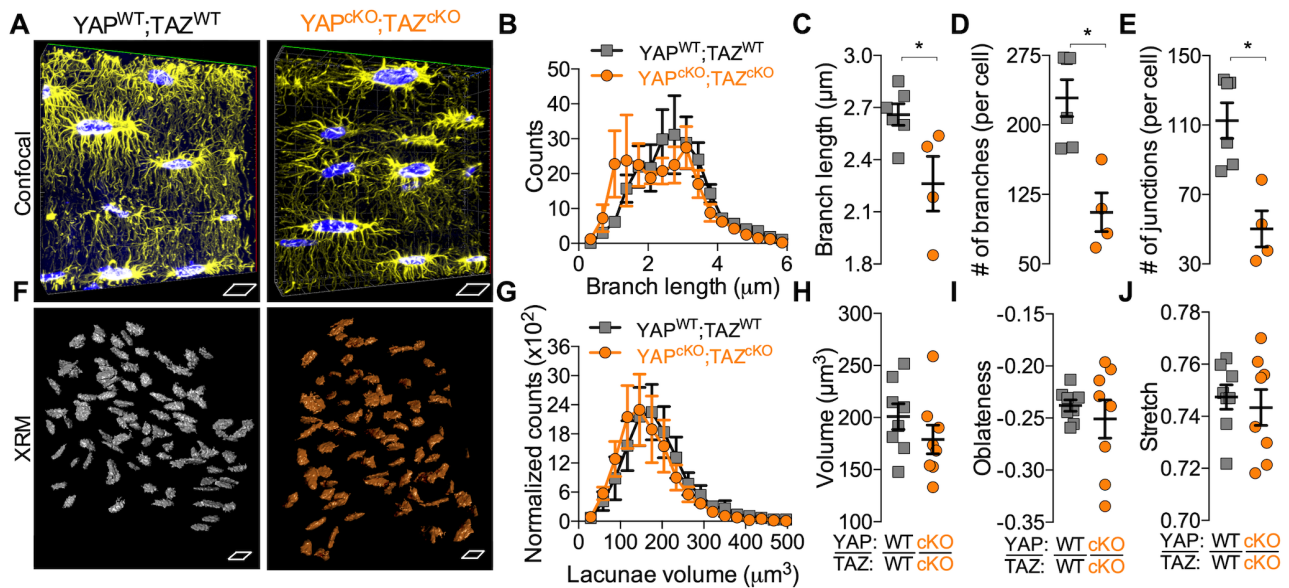 A
YAPWT;TAZWT
YAPcKO;TAZcKO
Confocal
B
YAPWT;TAZWT
YAPcKO;TAZcKO
Counts
50
40
30
20
10
0
0 2 4 6
Branch length (μm)
C
*
Branch length (μm)
3.0
2.7
2.4
2.1
1.8
D
*
# of branches (per cell)
275
200
125
50
E
*
# of junctions (per cell)
150
110
70
30
F
XRM
G
YAPWT;TAZWT
YAPcKO;TAZcKO
Normalized counts (x10²)
36
30
24
18
12
6
0
0 100 200 300 400 500
Lacunae volume (μm³)
H
Volume (μm³)
300
250
200
150
100
YAP: WT cKO
TAZ: WT cKO
I
Oblateness
-0.15
-0.20
-0.25
-0.30
-0.35
YAP: WT cKO
TAZ: WT cKO
J
Stretch
0.78
0.76
0.74
0.72
0.70
YAP: WT cKO
TAZ: WT cKO